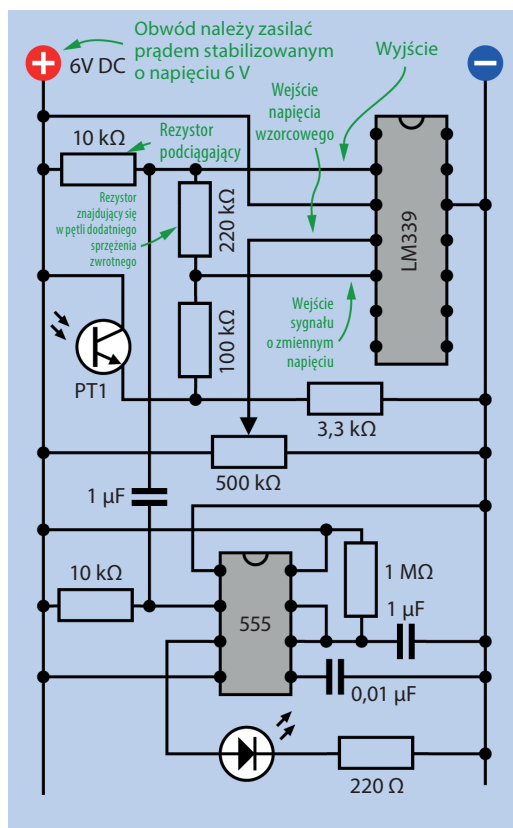 Obwód należy zasilać
prądem stabilizowanym
o napięciu 6 V
6V DC
Wyjście
Wejście
napięcia
wzorcowego
10 kΩ
Rezystor
podciągający
Rezystor
znajdujący się
w pętli dodatniego
sprzężenia
zwrotnego
220 kΩ
LM339
Wejście
sygnału
o zmiennym
napięciu
100 kΩ
PT1
3,3 kΩ
500 kΩ
1 µF
10 kΩ
555
1 MΩ
1 µF
0,01 µF
220 Ω